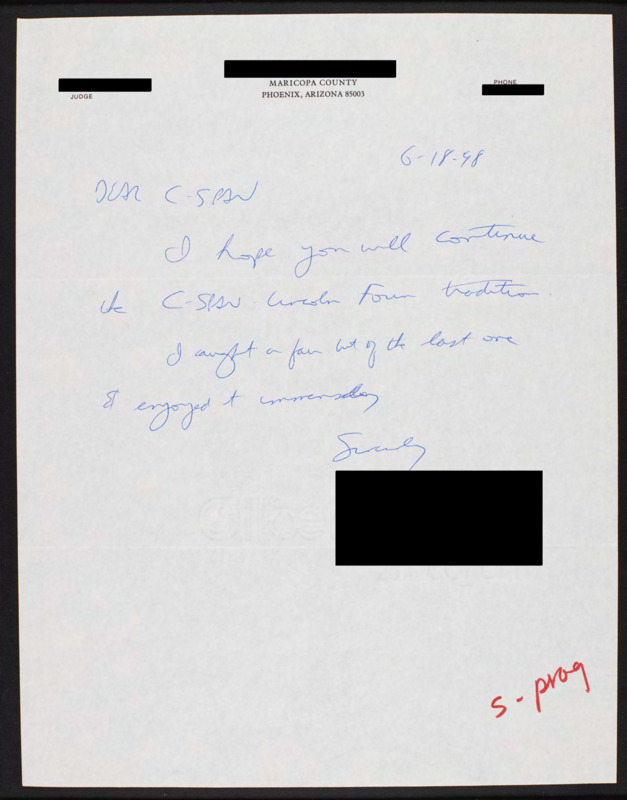 MARICOPA COUNTY
PHOENIX, ARIZONA 85003
JUDGE
PHONE
6-18-98
DEAR C-SPAN
I hope you will continue
the C-SPAN Lincoln Forum tradition.
I caught a fair bit of the last one
& enjoyed it immensely
Sincerely
s-prog